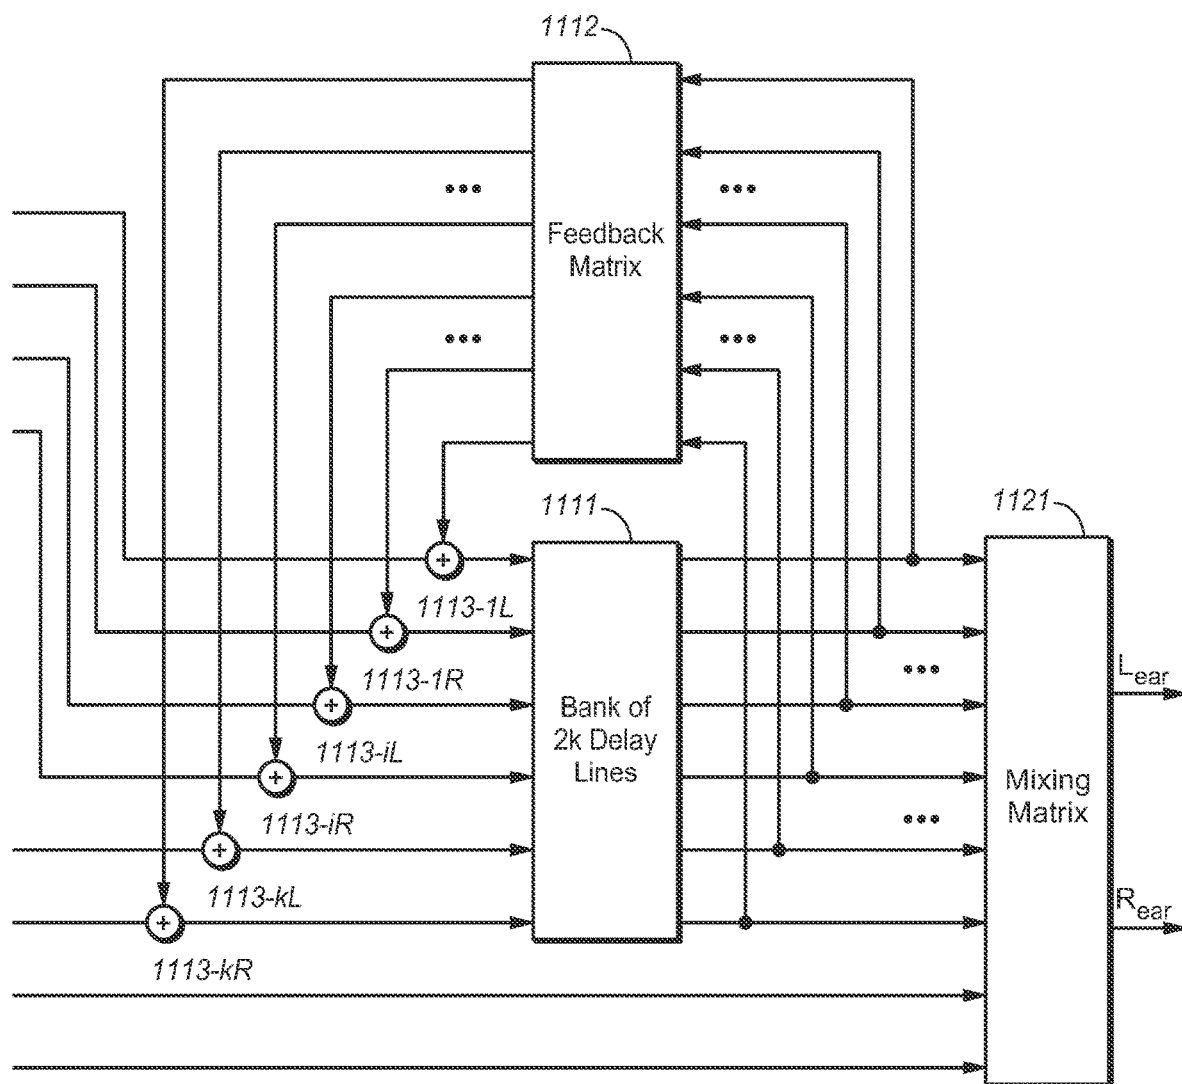 1112
Feedback
Matrix
1111
1121
1113-1L
1113-1R
Bank of
2k Delay
Lines
Lear
1113-iL
Mixing
Matrix
1113-iR
1113-kL
Rear
1113-kR